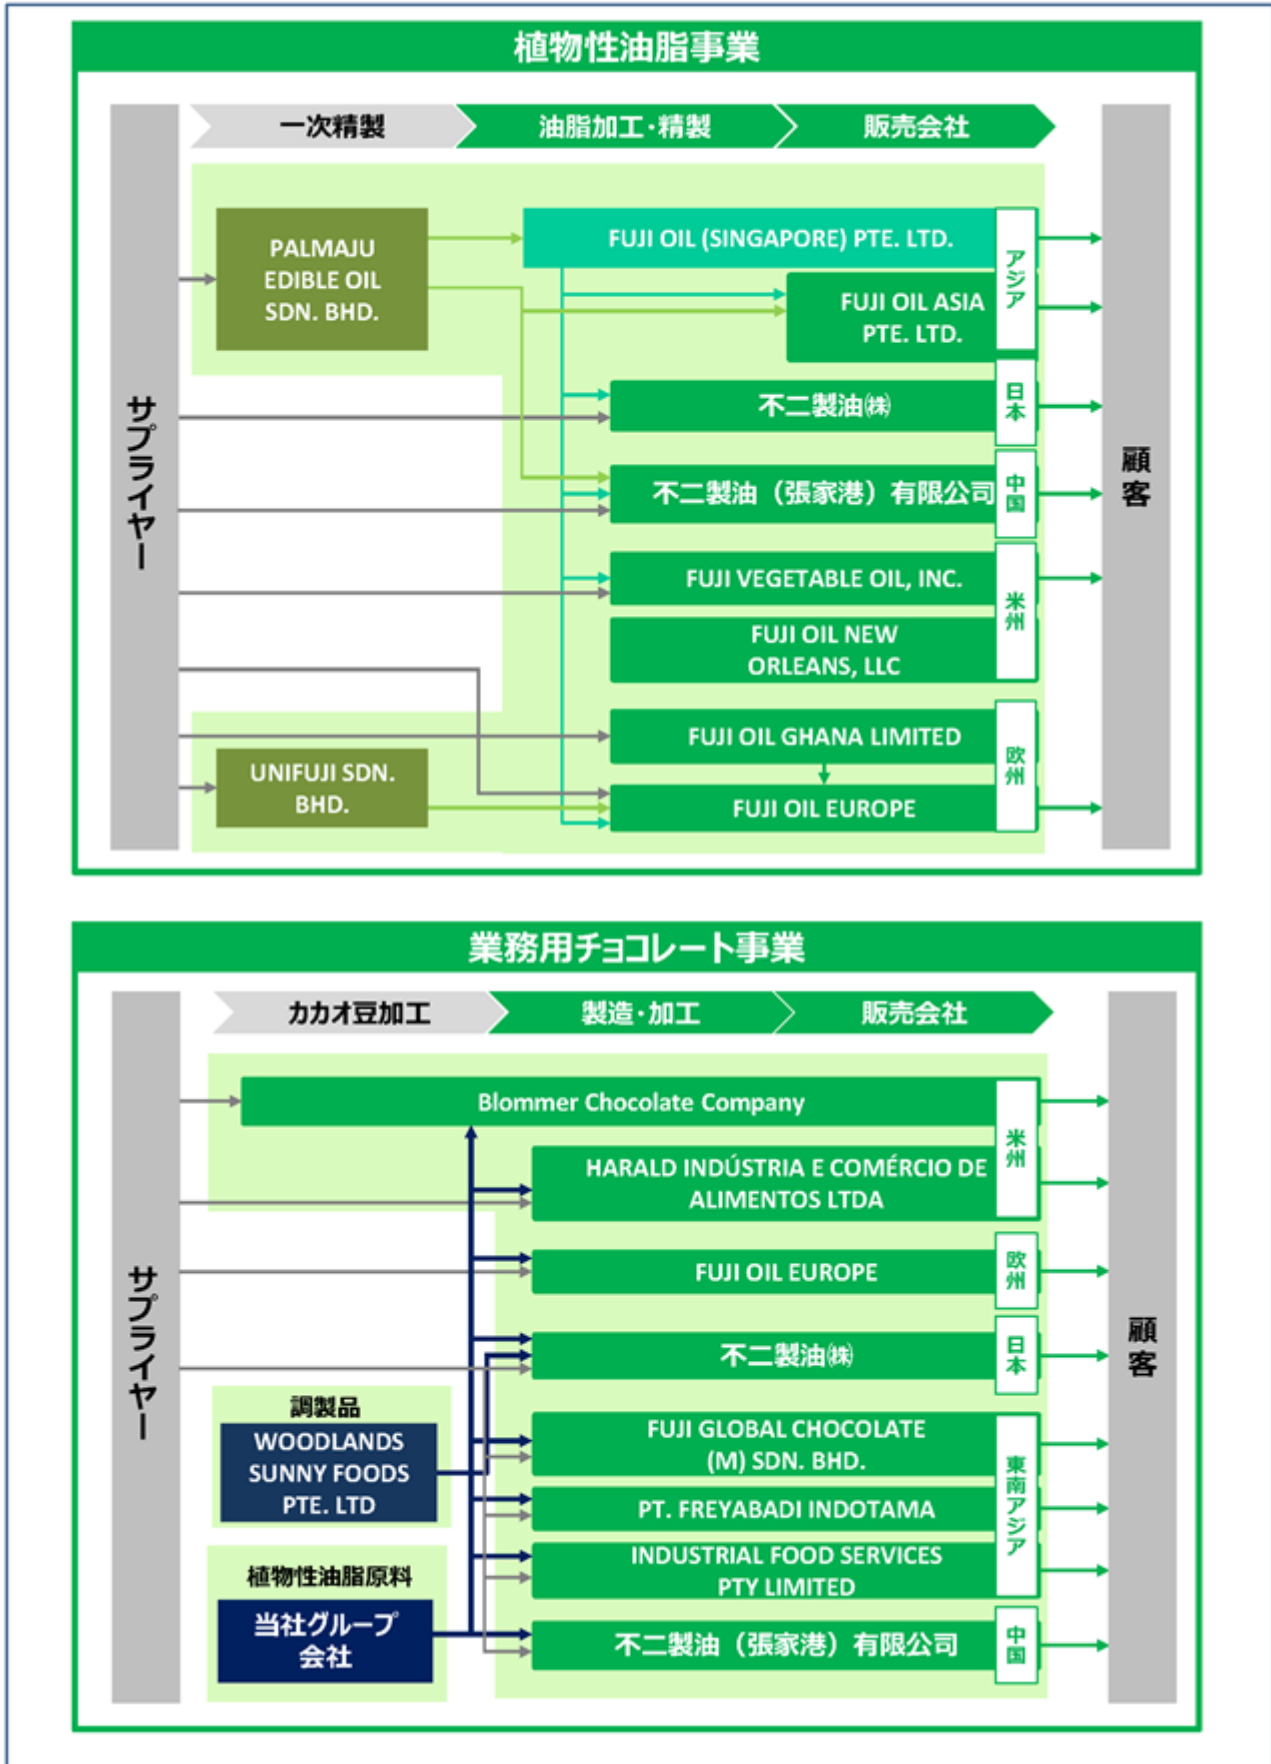 植物性油脂事業
一次精製
油脂加工・精製
販売会社
サプライヤー
PALMAJU
EDIBLE OIL
SDN. BHD.
FUJI OIL (SINGAPORE) PTE. LTD.
FUJI OIL ASIA
PTE. LTD.
アジア
不二製油㈱
日本
不二製油（張家港）有限公司
中国
FUJI VEGETABLE OIL, INC.
FUJI OIL NEW
ORLEANS, LLC
米州
FUJI OIL GHANA LIMITED
UNIFUJI SDN.
BHD.
FUJI OIL EUROPE
欧州
顧客
業務用チョコレート事業
カカオ豆加工
製造・加工
販売会社
サプライヤー
Blommer Chocolate Company
HARALD INDÚSTRIA E COMÉRCIO DE
ALIMENTOS LTDA
米州
FUJI OIL EUROPE
欧州
不二製油㈱
日本
調製品
WOODLANDS
SUNNY FOODS
PTE. LTD
FUJI GLOBAL CHOCOLATE
(M) SDN. BHD.
PT. FREYABADI INDOTAMA
INDUSTRIAL FOOD SERVICES
PTY LIMITED
東南アジア
植物性油脂原料
当社グループ
会社
不二製油（張家港）有限公司
中国
顧客